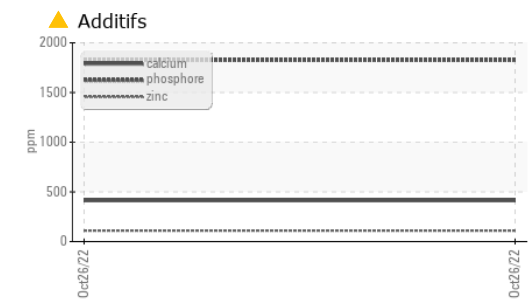 Additifs
2000
1500
1000
500
0
ppm
calcium
phosphore
zinc
Oct26/22
Oct26/22